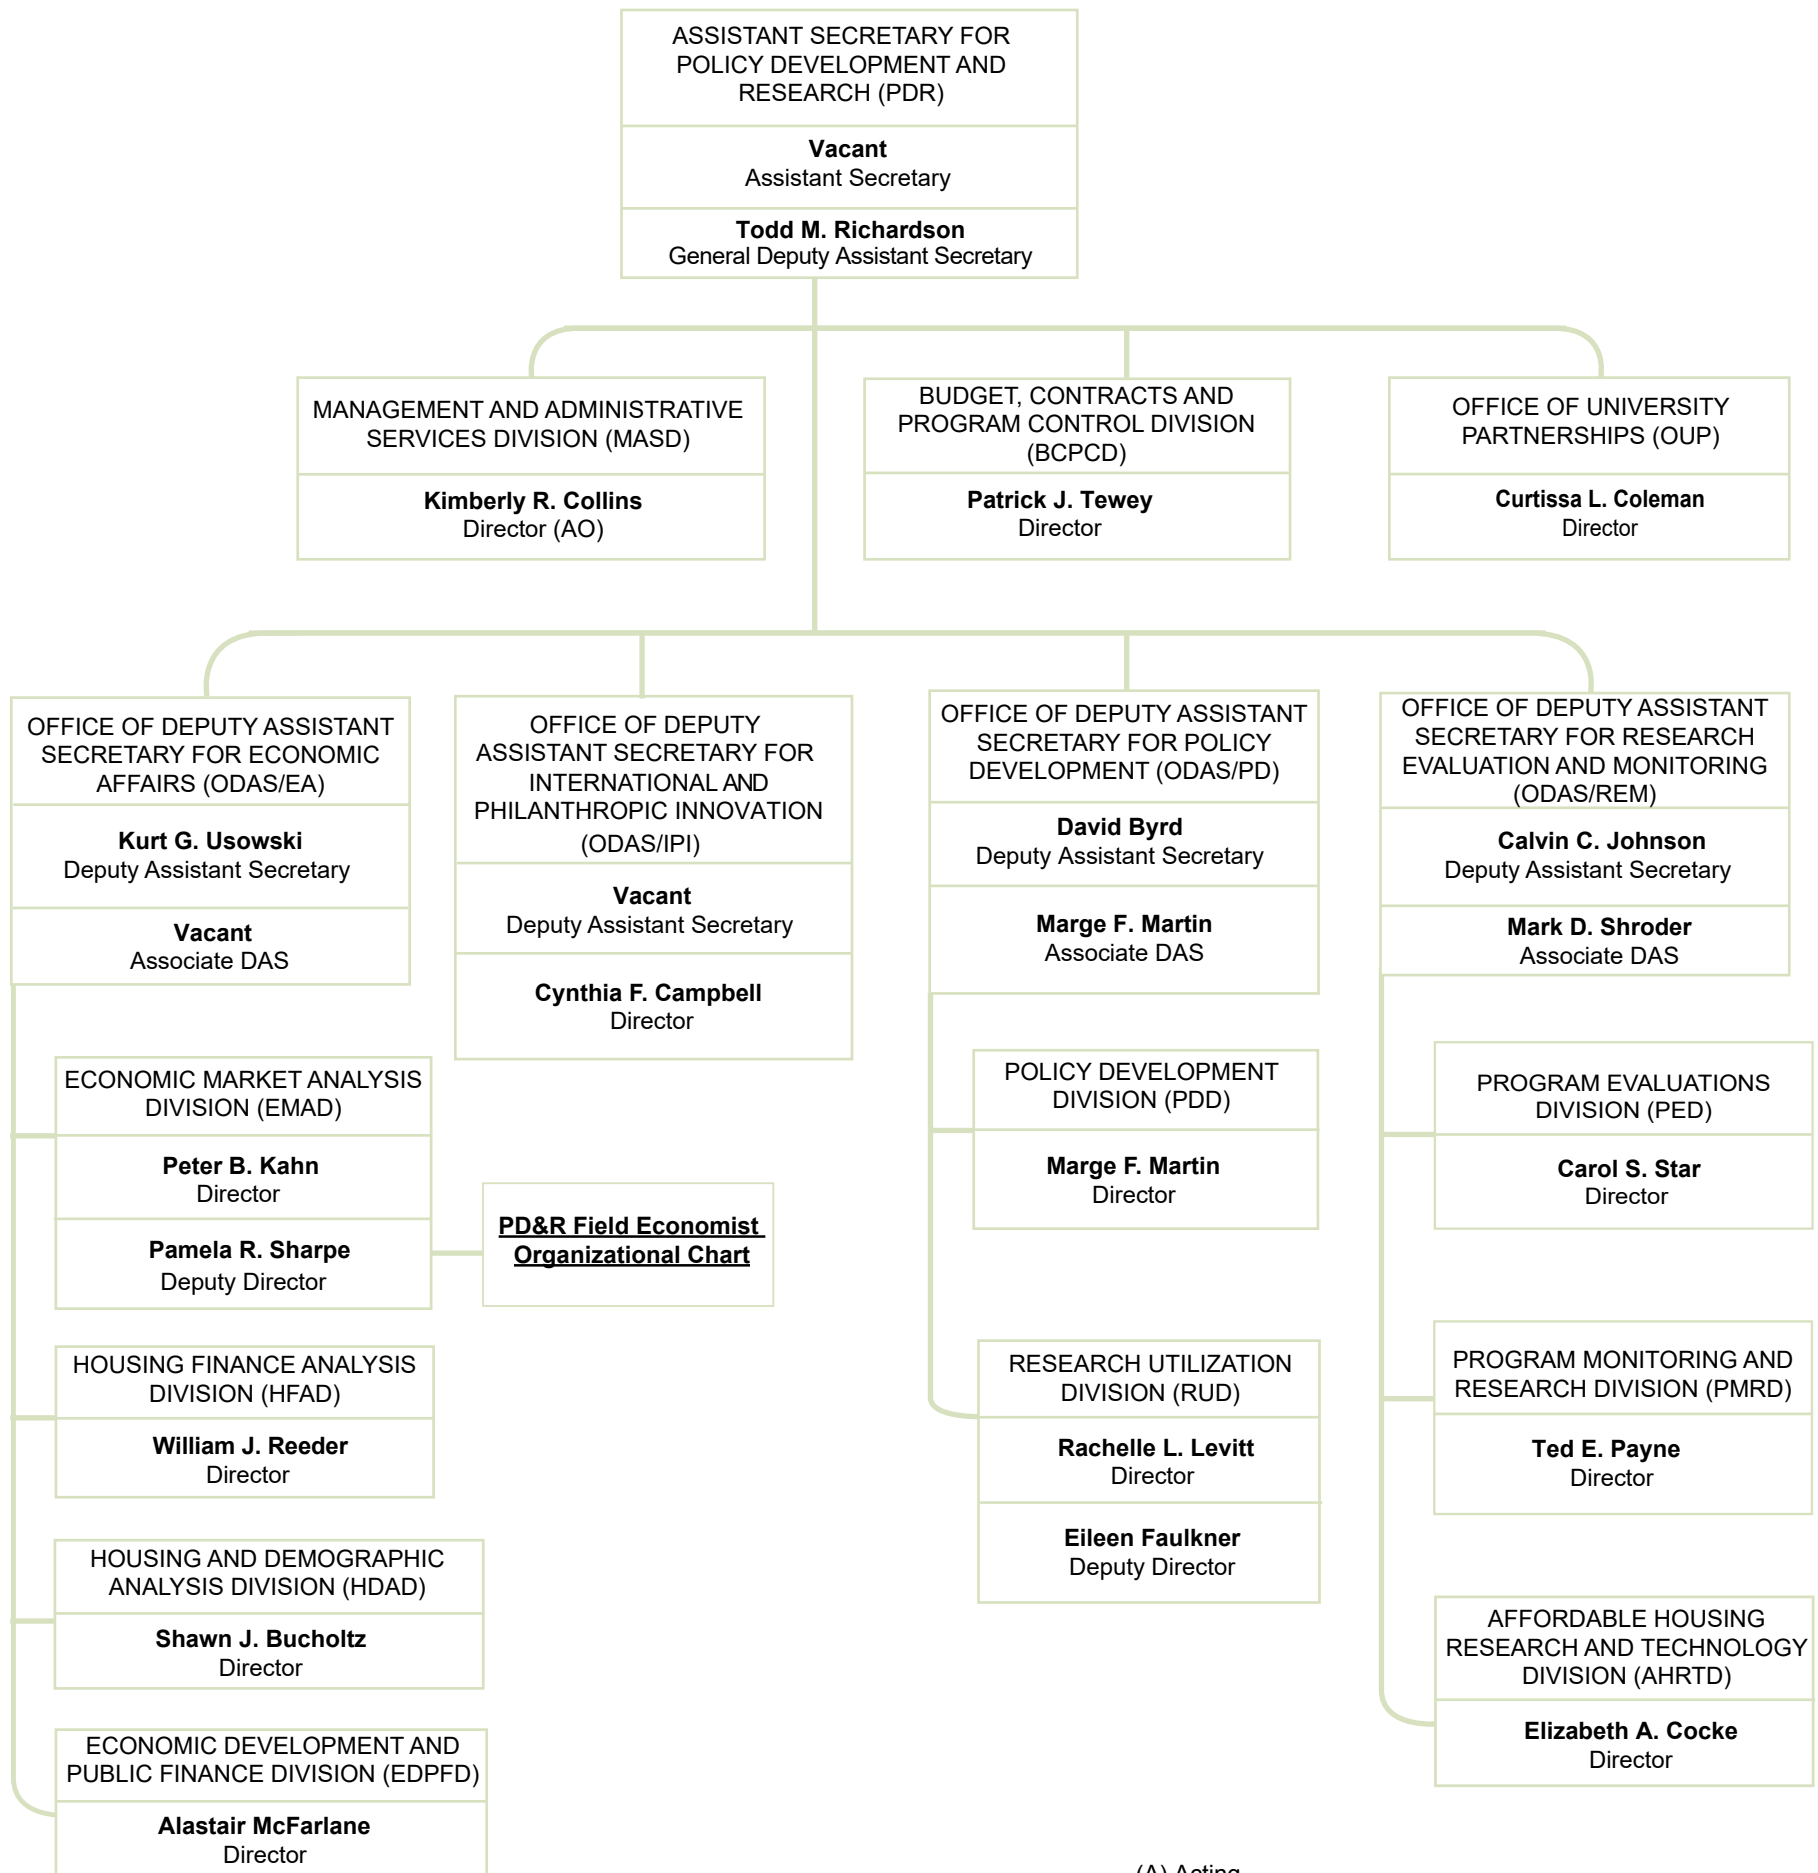 ASSISTANT SECRETARY FOR
POLICY DEVELOPMENT AND
RESEARCH (PDR)
Vacant
Assistant Secretary
Todd M. Richardson
General Deputy Assistant Secretary
MANAGEMENT AND ADMINISTRATIVE
SERVICES DIVISION (MASD)
Kimberly R. Collins
Director (AO)
BUDGET, CONTRACTS AND
PROGRAM CONTROL DIVISION
(BCPCD)
Patrick J. Tewey
Director
OFFICE OF UNIVERSITY
PARTNERSHIPS (OUP)
Curtissa L. Coleman
Director
OFFICE OF DEPUTY ASSISTANT
SECRETARY FOR ECONOMIC
AFFAIRS (ODAS/EA)
Kurt G. Usowski
Deputy Assistant Secretary
Vacant
Associate DAS
OFFICE OF DEPUTY
ASSISTANT SECRETARY FOR
INTERNATIONAL AND
PHILANTHROPIC INNOVATION
(ODAS/IPI)
Vacant
Deputy Assistant Secretary
Cynthia F. Campbell
Director
OFFICE OF DEPUTY ASSISTANT
SECRETARY FOR POLICY
DEVELOPMENT (ODAS/PD)
David Byrd
Deputy Assistant Secretary
Marge F. Martin
Associate DAS
OFFICE OF DEPUTY ASSISTANT
SECRETARY FOR RESEARCH
EVALUATION AND MONITORING
(ODAS/REM)
Calvin C. Johnson
Deputy Assistant Secretary
Mark D. Shroder
Associate DAS
ECONOMIC MARKET ANALYSIS
DIVISION (EMAD)
Peter B. Kahn
Director
Pamela R. Sharpe
Deputy Director
PD&R Field Economist
Organizational Chart
HOUSING FINANCE ANALYSIS
DIVISION (HFAD)
William J. Reeder
Director
HOUSING AND DEMOGRAPHIC
ANALYSIS DIVISION (HDAD)
Shawn J. Bucholtz
Director
ECONOMIC DEVELOPMENT AND
PUBLIC FINANCE DIVISION (EDPFD)
Alastair McFarlane
Director
POLICY DEVELOPMENT
DIVISION (PDD)
Marge F. Martin
Director
RESEARCH UTILIZATION
DIVISION (RUD)
Rachelle L. Levitt
Director
Eileen Faulkner
Deputy Director
PROGRAM EVALUATIONS
DIVISION (PED)
Carol S. Star
Director
PROGRAM MONITORING AND
RESEARCH DIVISION (PMRD)
Ted E. Payne
Director
AFFORDABLE HOUSING
RESEARCH AND TECHNOLOGY
DIVISION (AHRTD)
Elizabeth A. Cocke
Director
(A) Acting